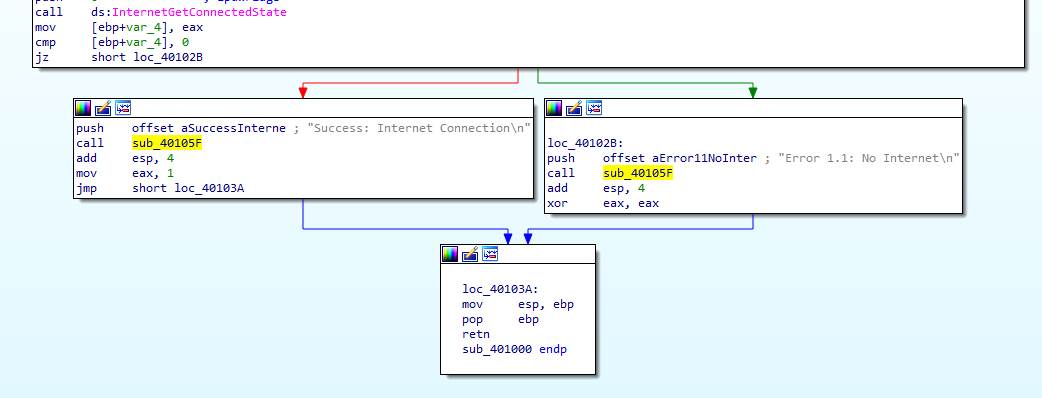 call ds:InternetGetConnectedState
mov [ebp+var_4], eax
cmp [ebp+var_4], 0
jz short loc_40102B
push offset aSuccessInterne ; "Success: Internet Connection\n"
call sub_40105F
add esp, 4
mov eax, 1
jmp short loc_40103A
loc_40102B:
push offset aError11NoInter ; "Error 1.1: No Internet\n"
call sub_40105F
add esp, 4
xor eax, eax
loc_40103A:
mov esp, ebp
pop ebp
retn
sub_401000 endp